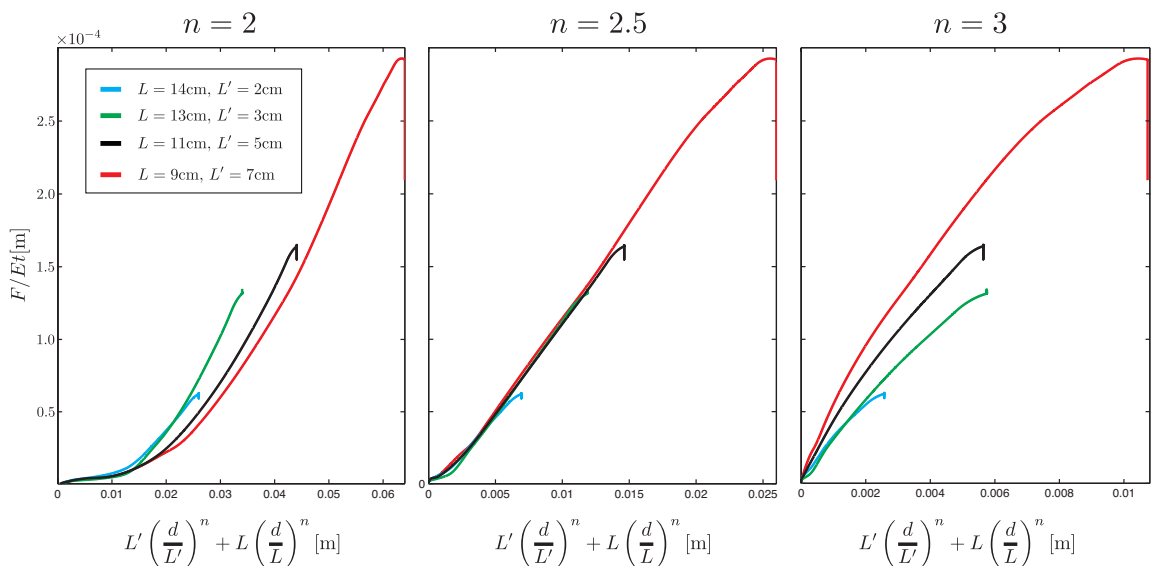 n = 2
n = 2.5
n = 3
×10⁻⁴
L = 14cm, L′ = 2cm
L = 13cm, L′ = 3cm
L = 11cm, L′ = 5cm
L = 9cm, L′ = 7cm
2.5
2.0
1.5
1.0
0.5
F/Et[m]
0 0.01 0.02 0.03 0.04 0.05 0.06
0
0 0.005 0.01 0.015 0.02 0.025
0 0.002 0.004 0.006 0.008 0.01
L′ (d/L′)ⁿ + L (d/L)ⁿ [m]
L′ (d/L′)ⁿ + L (d/L)ⁿ [m]
L′ (d/L′)ⁿ + L (d/L)ⁿ [m]